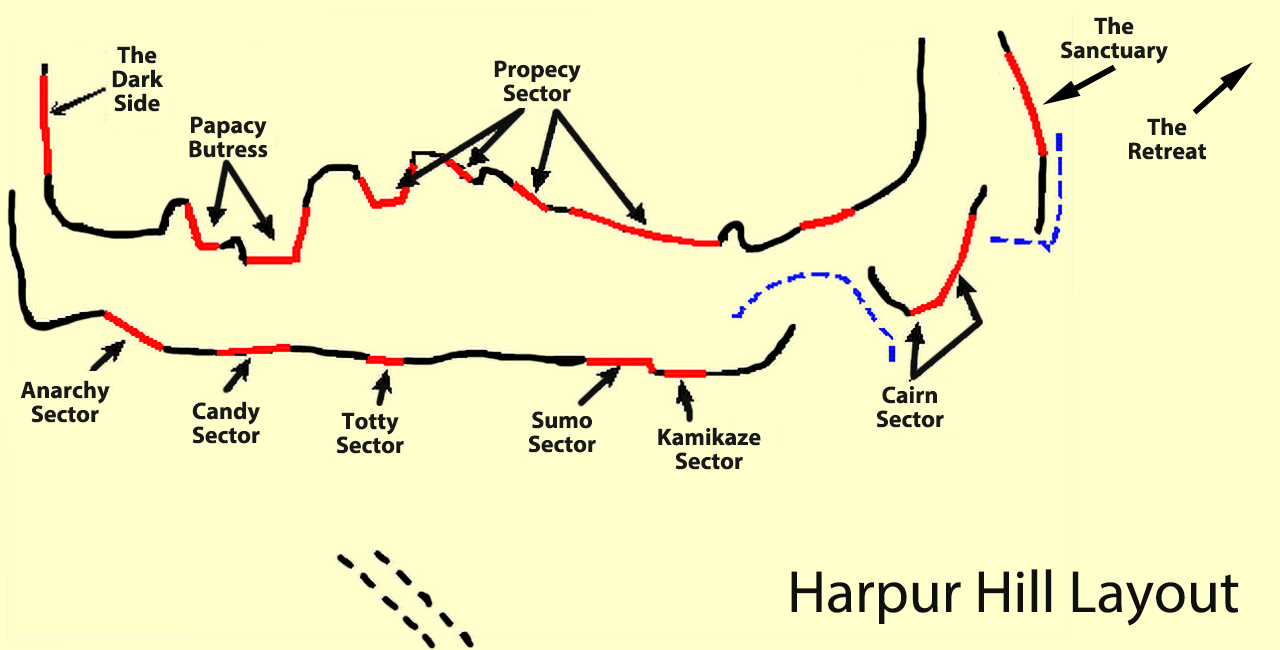 The
Dark
Side
Papacy
Butress
Propecy
Sector
The
Sanctuary
The
Retreat
Anarchy
Sector
Candy
Sector
Totty
Sector
Sumo
Sector
Kamikaze
Sector
Cairn
Sector
Harpur Hill Layout